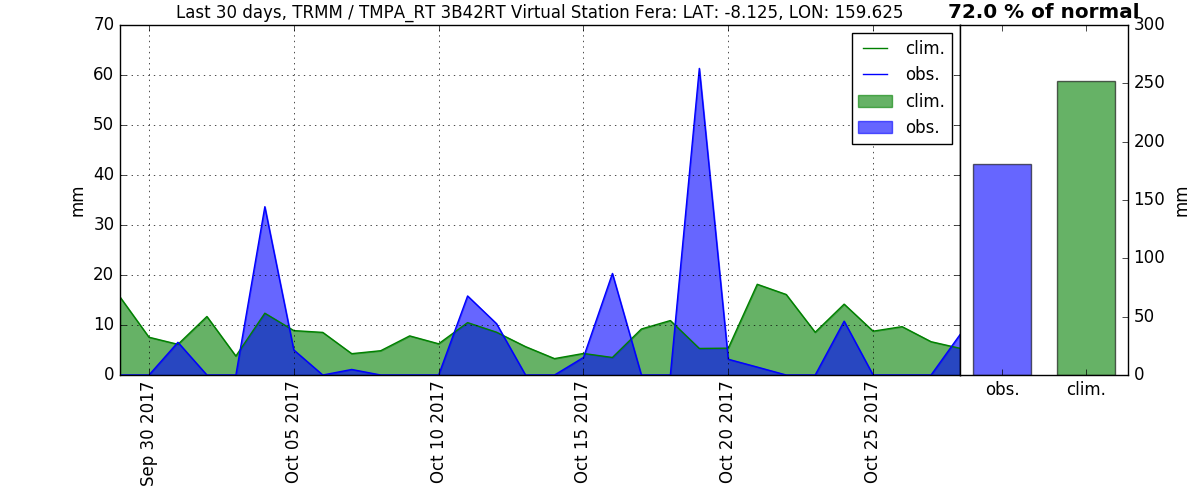 Last 30 days, TRMM / TMPA_RT 3B42RT Virtual Station Fera: LAT: -8.125, LON: 159.625
72.0 % of normal
70
60
50
40
30
20
10
0
mm
clim.
obs.
clim.
obs.
Sep 30 2017
Oct 05 2017
Oct 10 2017
Oct 15 2017
Oct 20 2017
Oct 25 2017
300
250
200
150
100
50
0
mm
obs.
clim.